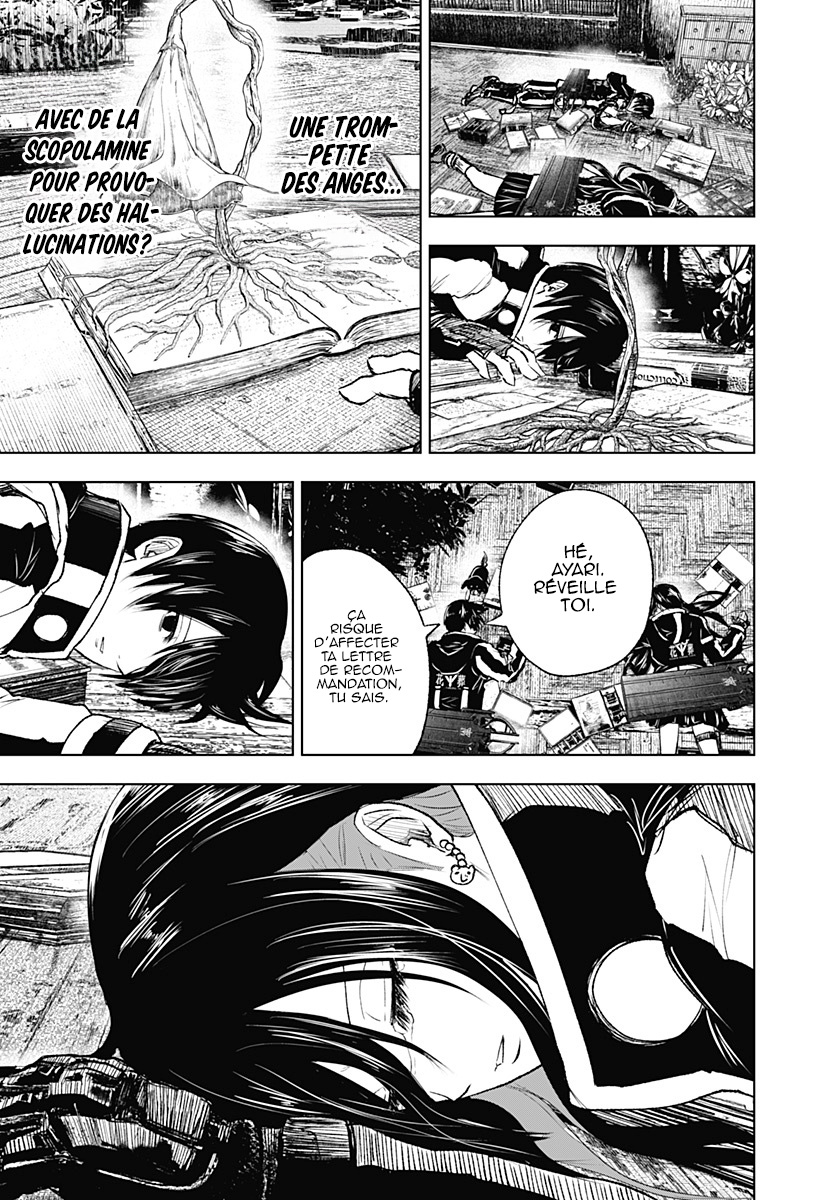 UNE TROM-
PETTE
DES ANGES...
AVEC DE LA
SCOPOLAMINE
POUR PROVO-
QUER DES HAL-
LUCINATIONS?
HÉ,
AYARI.
RÉVEILLE
TOI.
ÇA
RISQUE
D'AFFECTER
TA LETTRE
DE RECOM-
MANDATION,
TU SAIS.